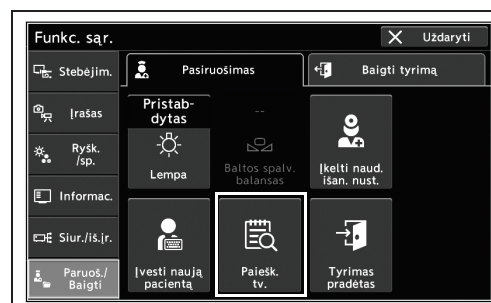 Funkc. sąr.
Uždaryti
Stebėjim.
Pasiruošimas
Baigti tyrimą
Įrašas
Ryšk.
/sp.
Informac.
Siur./iš.įr.
Paruoš./
Baigti
Pristab-
dytas
Lempa
--
Baltos spalv.
balansas
Įkelti naud.
išan. nust.
Įvesti naują
pacientą
Paiešk.
tv.
Tyrimas
pradėtas